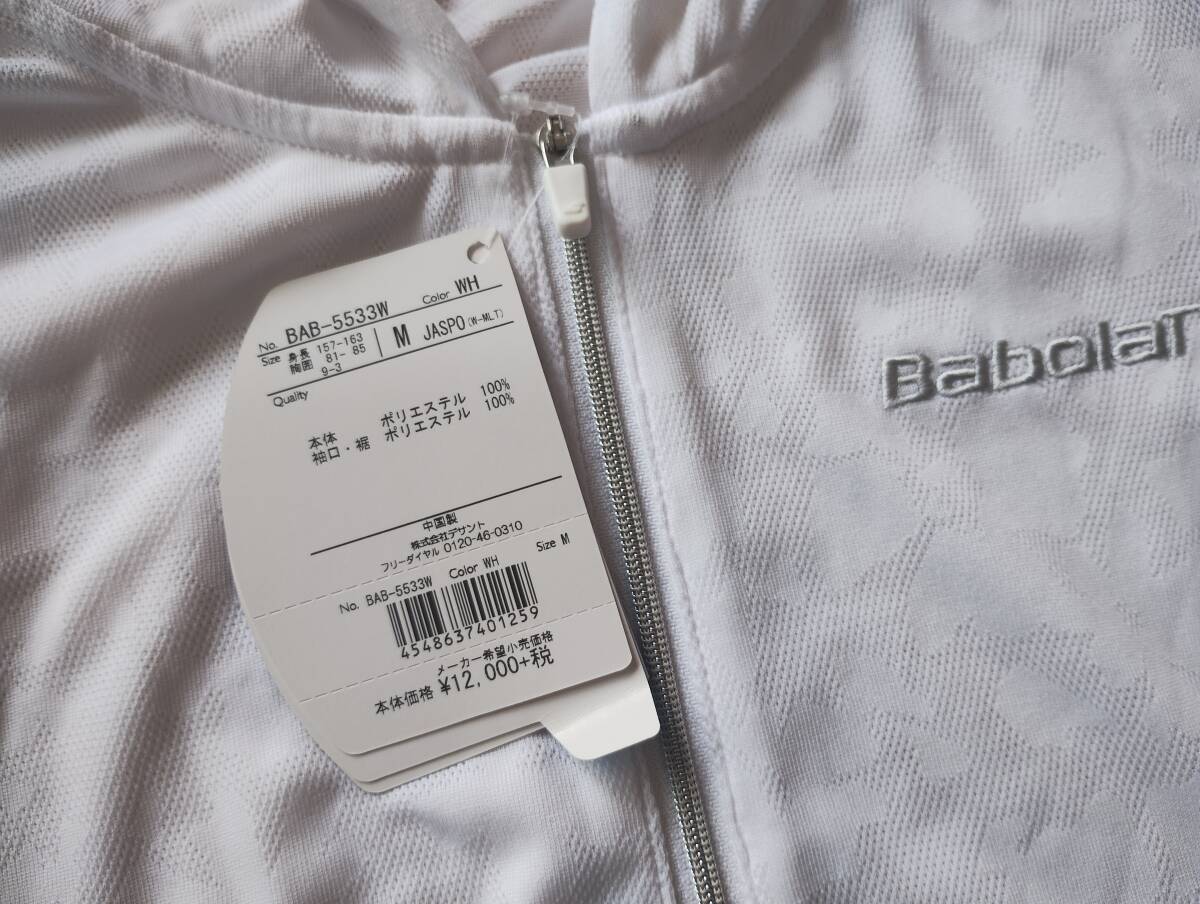 No. BAB-5533W Color WH
Size 身長 157-163 M JASPO(W-MLT)
胸囲 81- 85
9-3
Quality
本体 ポリエステル 100%
袖口・裾 ポリエステル 100%
中国製
株式会社デサント
フリーダイヤル 0120-46-0310
No. BAB-5533W Color WH Size M
4548637401259
メーカー希望小売価格
本体価格 ¥12,000+税
Babolat